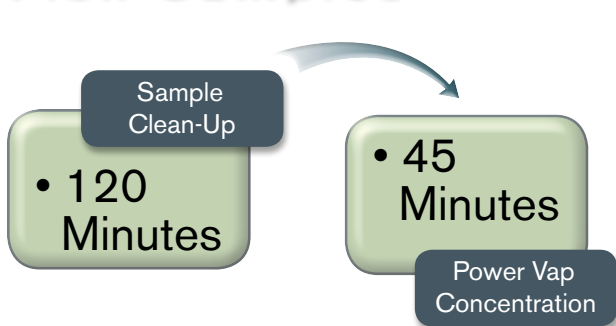 Sample
Clean-Up
• 120
Minutes
• 45
Minutes
Power Vap
Concentration